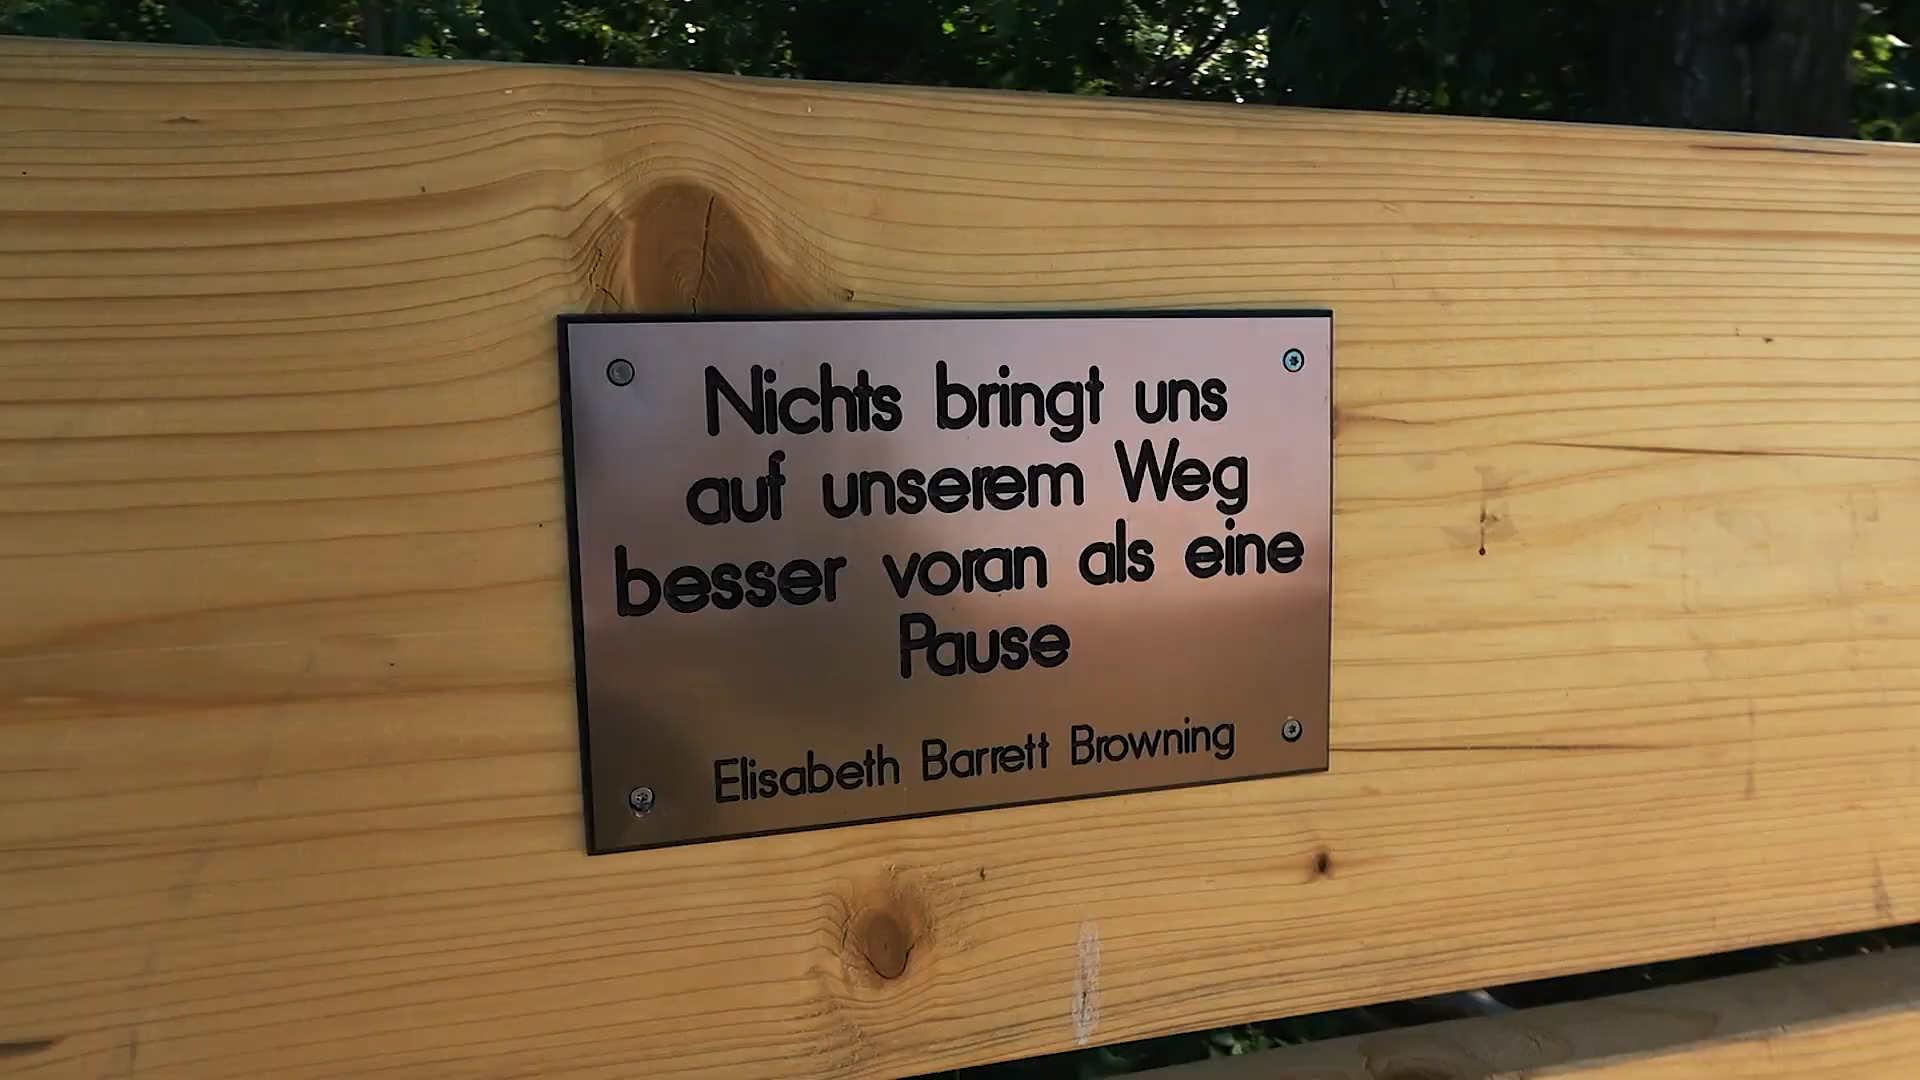 Nichts bringt uns
auf unserem Weg
besser voran als eine
Pause
Elisabeth Barrett Browning